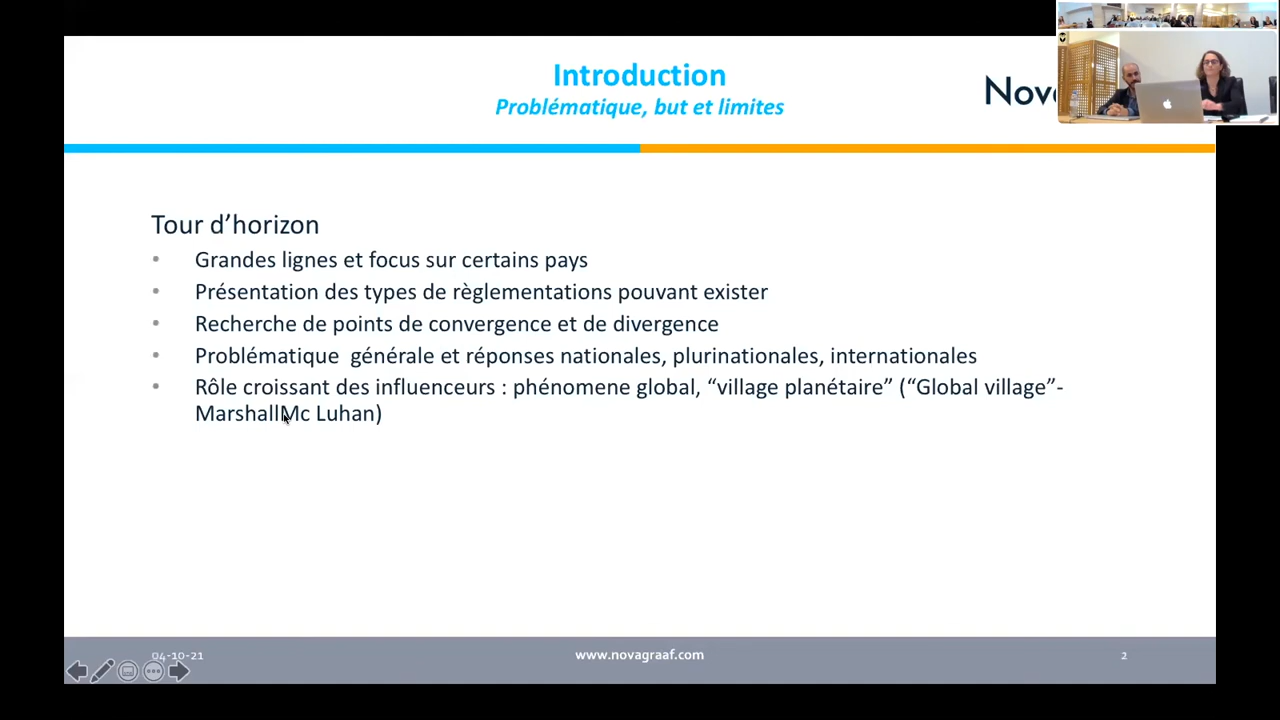 Introduction
Problématique, but et limites
Nov
Tour d’horizon
• Grandes lignes et focus sur certains pays
• Présentation des types de règlementations pouvant exister
• Recherche de points de convergence et de divergence
• Problématique  générale et réponses nationales, plurinationales, internationales
• Rôle croissant des influenceurs : phénomene global, “village planétaire” (“Global village”-
MarshallMc Luhan)
04-10-21
www.novagraaf.com
2